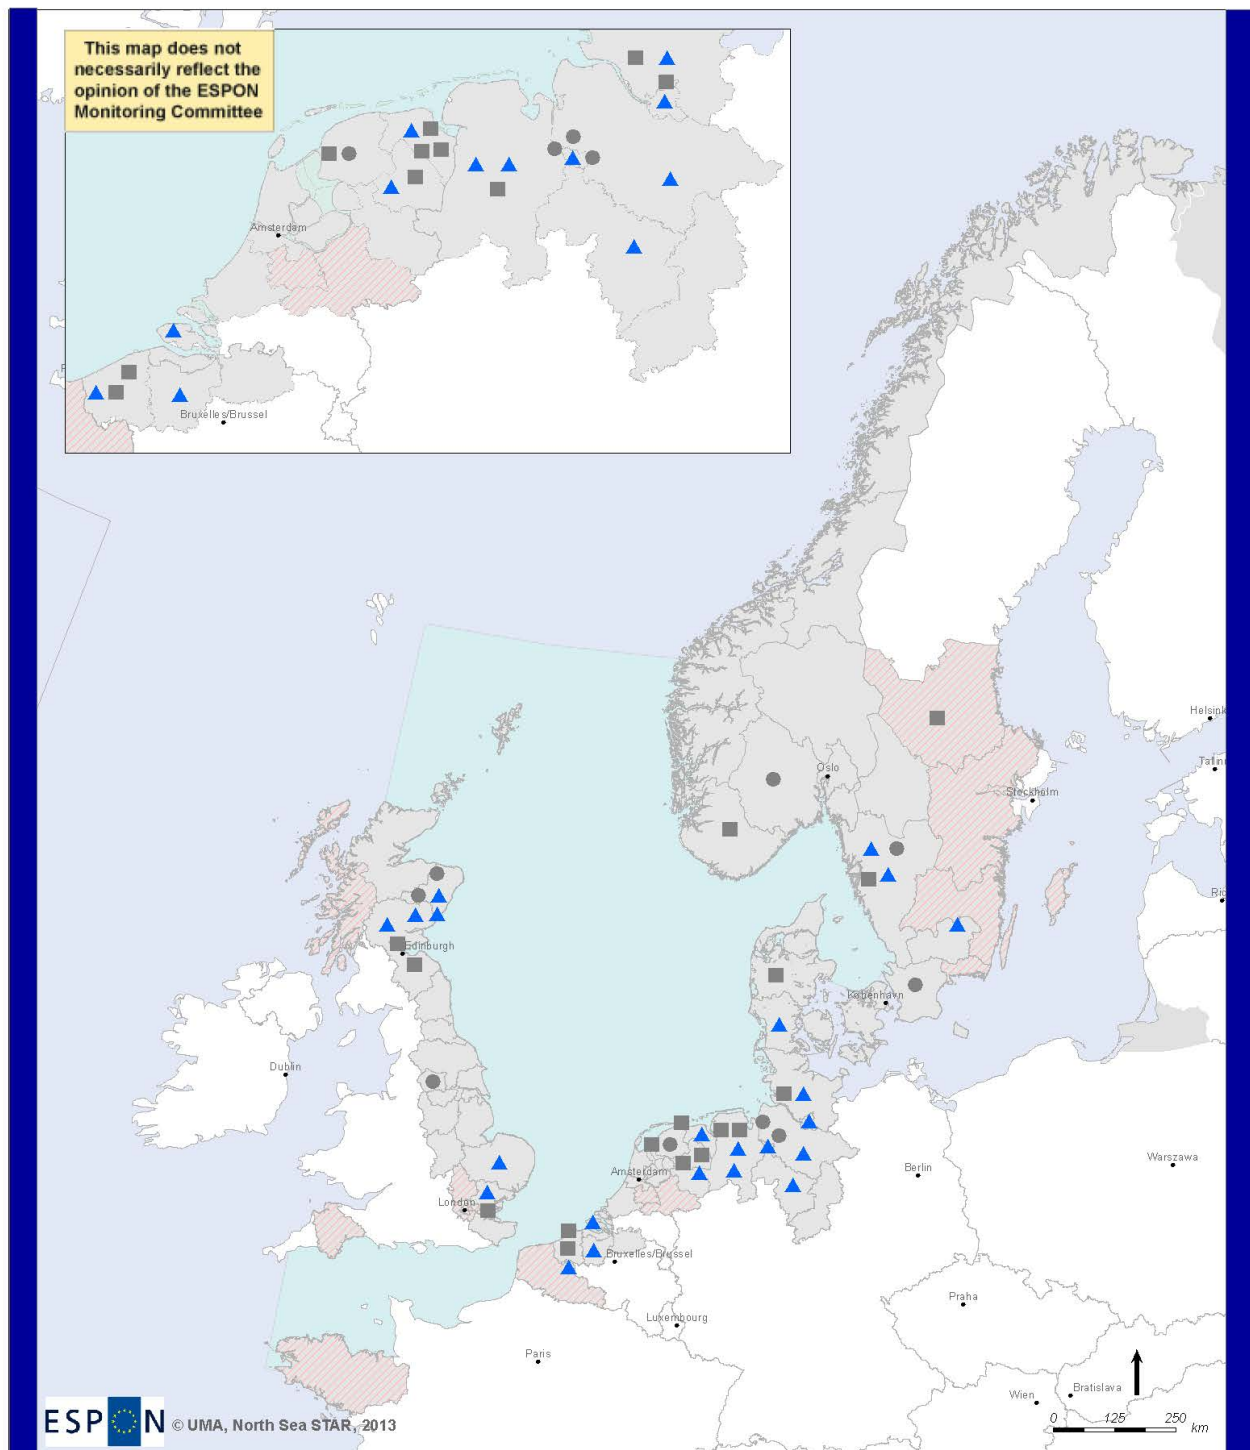 This map does not
necessarily reflect the
opinion of the ESPON
Monitoring Committee
Amsterdam
Bruxelles/Brussel
Helsink
Oslo
Tallin
Stockholm
Edinburgh
København
Dublin
Amsterdam
Berlin
Warszawa
London
Bruxelles/Brussel
Praha
Luxembourg
Paris
Wien
Bratislava
ESPON © UMA, North Sea STAR, 2013
0 125 250
km